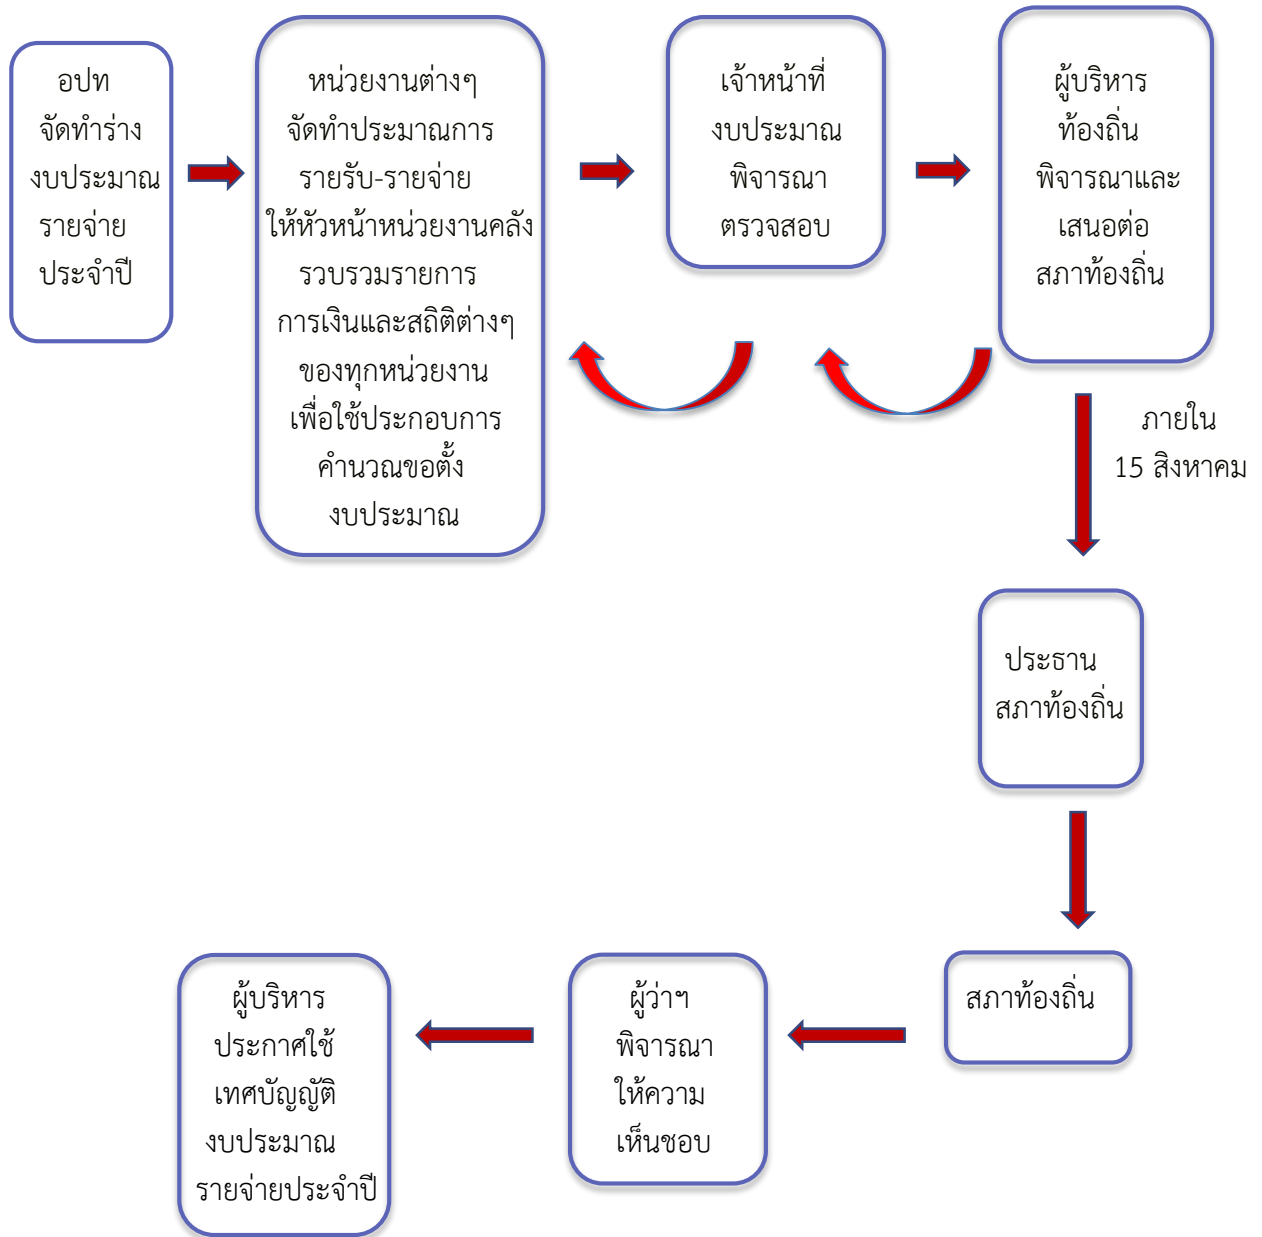 อปท
จัดทำร่าง
งบประมาณ
รายจ่าย
ประจำปี
หน่วยงานต่างๆ
จัดทำประมาณการ
รายรับ-รายจ่าย
ให้หัวหน้าหน่วยงานคลัง
รวบรวมรายการ
การเงินและสถิติต่างๆ
ของทุกหน่วยงาน
เพื่อใช้ประกอบการ
คำนวณขอตั้ง
งบประมาณ
เจ้าหน้าที่
งบประมาณ
พิจารณา
ตรวจสอบ
ผู้บริหาร
ท้องถิ่น
พิจารณาและ
เสนอต่อ
สภาท้องถิ่น
ภายใน
15 สิงหาคม
ประธาน
สภาท้องถิ่น
สภาท้องถิ่น
ผู้ว่าฯ
พิจารณา
ให้ความ
เห็นชอบ
ผู้บริหาร
ประกาศใช้
เทศบัญญัติ
งบประมาณ
รายจ่ายประจำปี